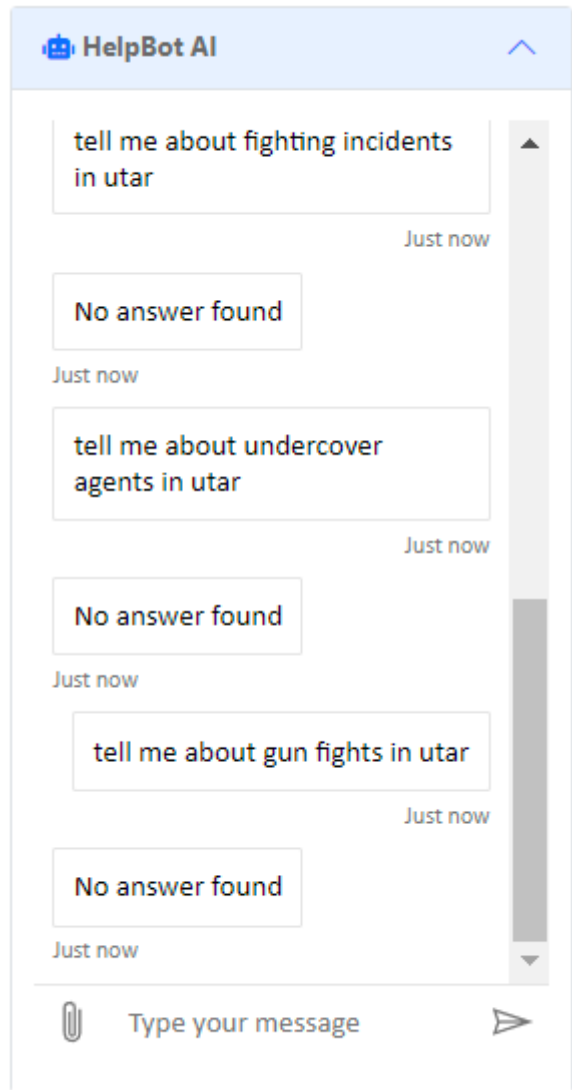 HelpBot AI
tell me about fighting incidents
in utar
Just now
No answer found
Just now
tell me about undercover
agents in utar
Just now
No answer found
Just now
tell me about gun fights in utar
Just now
No answer found
Just now
Type your message